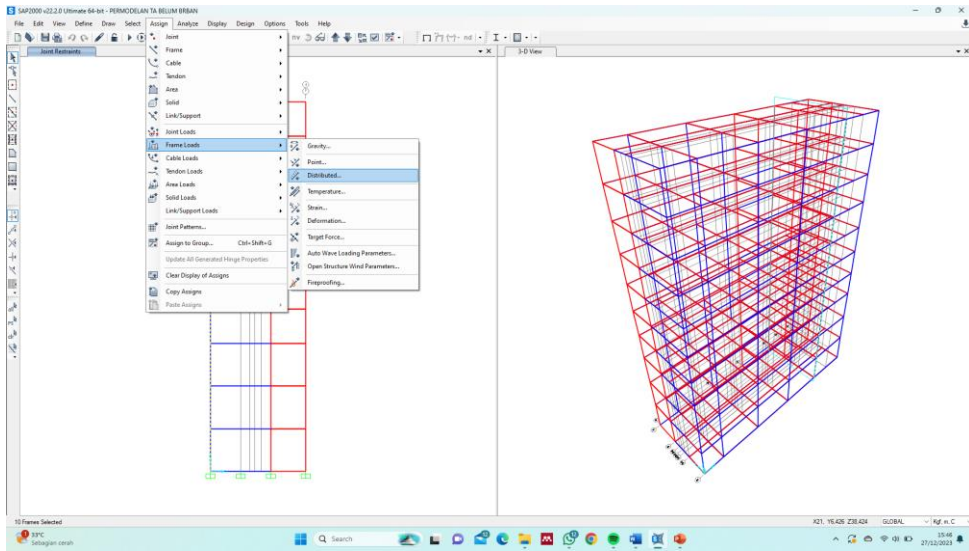 SAP2000 v22.2.0 Ultimate 64-bit - PERMODELAN TA BELUM BRBAN
File Edit View Define Draw Select Assign Analyze Display Design Options Tools Help
nv
nd
Joint Restraints
3-D View
Joint
Frame
Cable
Tendon
Area
Solid
Link/Support
Joint Loads
Frame Loads
Cable Loads
Tendon Loads
Area Loads
Solid Loads
Link/Support Loads
Joint Patterns...
Assign to Group... Ctrl+Shift+G
Update All Generated Hinge Properties
Clear Display of Assigns
Copy Assigns
Paste Assigns
Gravity...
Point...
Distributed...
Temperature...
Strain...
Deformation...
Target Force...
Auto Wave Loading Parameters...
Open Structure Wind Parameters...
Fireproofing...
10 Frames Selected
GLOBAL
Kgf, m, C
33°C
Sebagian cerah
Search
15:46
27/12/2023